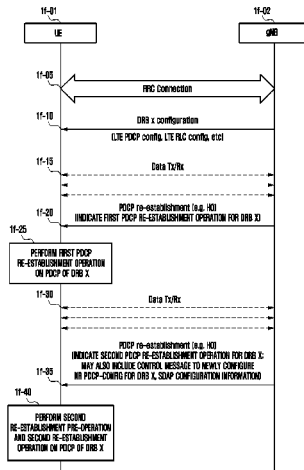 1f-01
1f-02
UE
gNB
1f-05
RRC Connection
1f-10
DRB x configuration
(LTE PDCP config, LTE RLC config, etc)
1f-15
Data Tx/Rx
PDCP re-establishment (e.g. HO)
(INDICATE FIRST PDCP RE-ESTABLISHMENT OPERATION FOR DRB X)
1f-20
1f-25
PERFORM FIRST PDCP
RE-ESTABLISHMENT OPERATION
ON PDCP OF DRB X
1f-30
Data Tx/Rx
PDCP re-establishment (e.g. HO)
(INDICATE SECOND PDCP RE-ESTABLISHMENT OPERATION FOR DRB X;
MAY ALSO INCLUDE CONTROL MESSAGE TO NEWLY CONFIGURE
NR PDCP-CONFIG FOR DRB X, SDAP CONFIGURATION INFORMATION)
1f-35
1f-40
PERFORM SECOND
RE-ESTABLISHMENT PRE-OPERATION
AND SECOND RE-ESTABLISHMENT
OPERATION ON PDCP OF DRB X